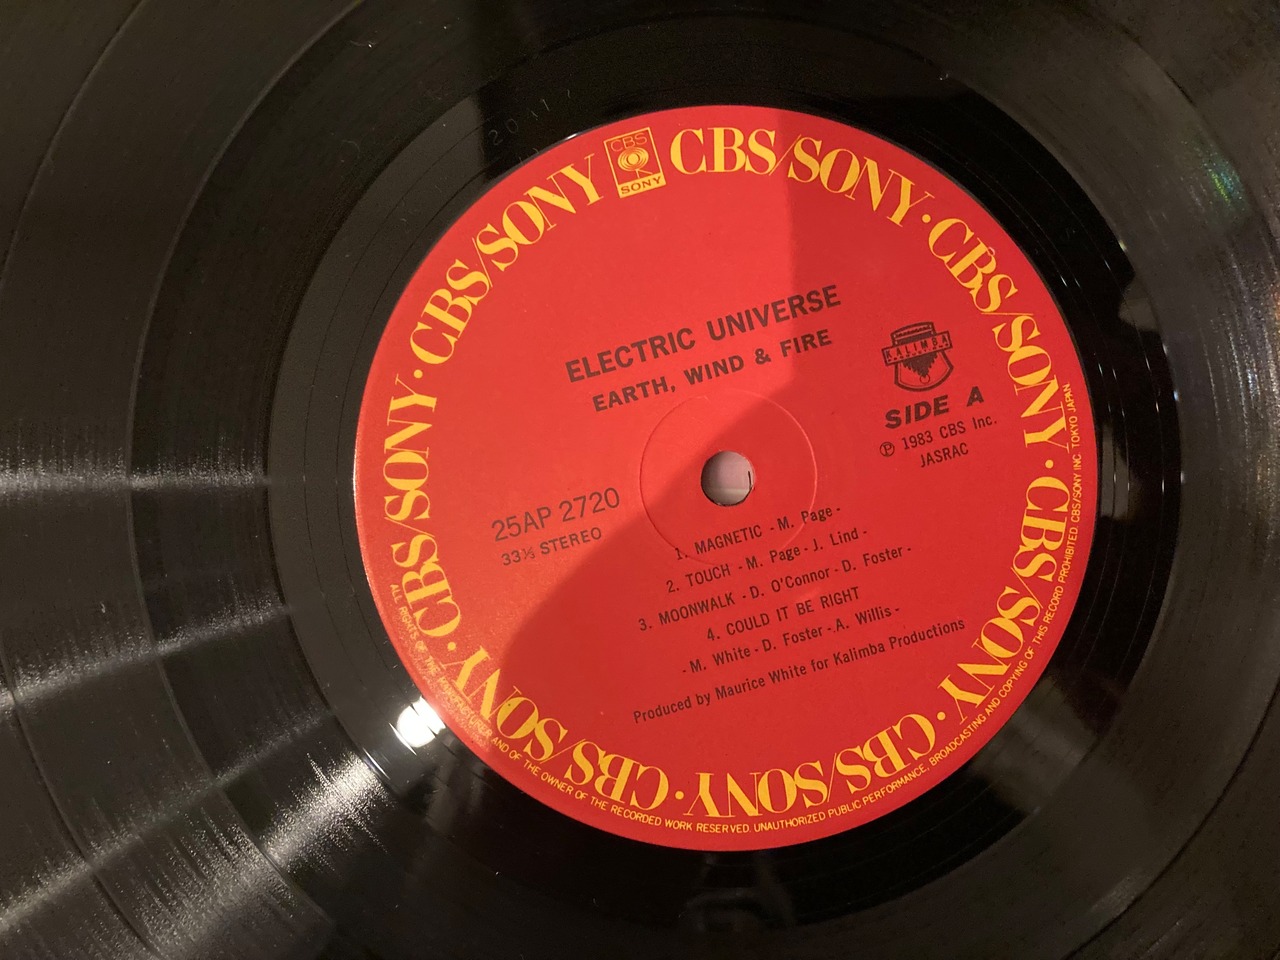 CBS
SONY
CBS/SONY · CBS/SONY · CBS/SONY · CBS/SONY · CBS/SONY · CBS/SONY · CBS/SONY · CBS/SONY
ELECTRIC UNIVERSE
EARTH, WIND & FIRE
KALIMBA
SIDE A
Ⓟ 1983 CBS Inc.
JASRAC
25AP 2720
33⅓ STEREO
1. MAGNETIC - M. Page -
2. TOUCH - M. Page - J. Lind -
3. MOONWALK - D. O'Connor - D. Foster -
4. COULD IT BE RIGHT
- M. White - D. Foster - A. Willis -
Produced by Maurice White for Kalimba Productions
ALL RIGHTS OF THE MANUFACTURER AND OF THE OWNER OF THE RECORDED WORK RESERVED. UNAUTHORIZED PUBLIC PERFORMANCE, BROADCASTING AND COPYING OF THIS RECORD PROHIBITED. CBS/SONY INC. TOKYO JAPAN.